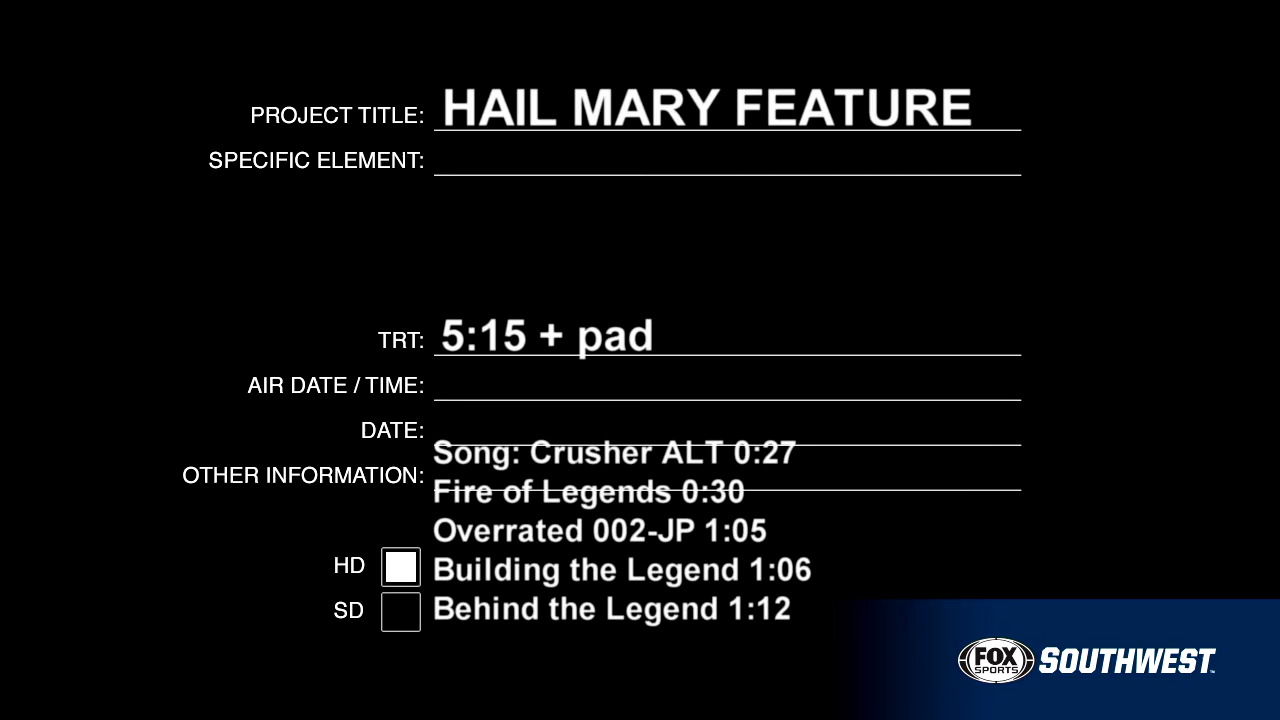 PROJECT TITLE: HAIL MARY FEATURE
SPECIFIC ELEMENT:
TRT: 5:15 + pad
AIR DATE / TIME:
DATE:
OTHER INFORMATION: Song: Crusher ALT 0:27
Fire of Legends 0:30
Overrated 002-JP 1:05
HD Building the Legend 1:06
SD Behind the Legend 1:12
FOX SPORTS SOUTHWEST™